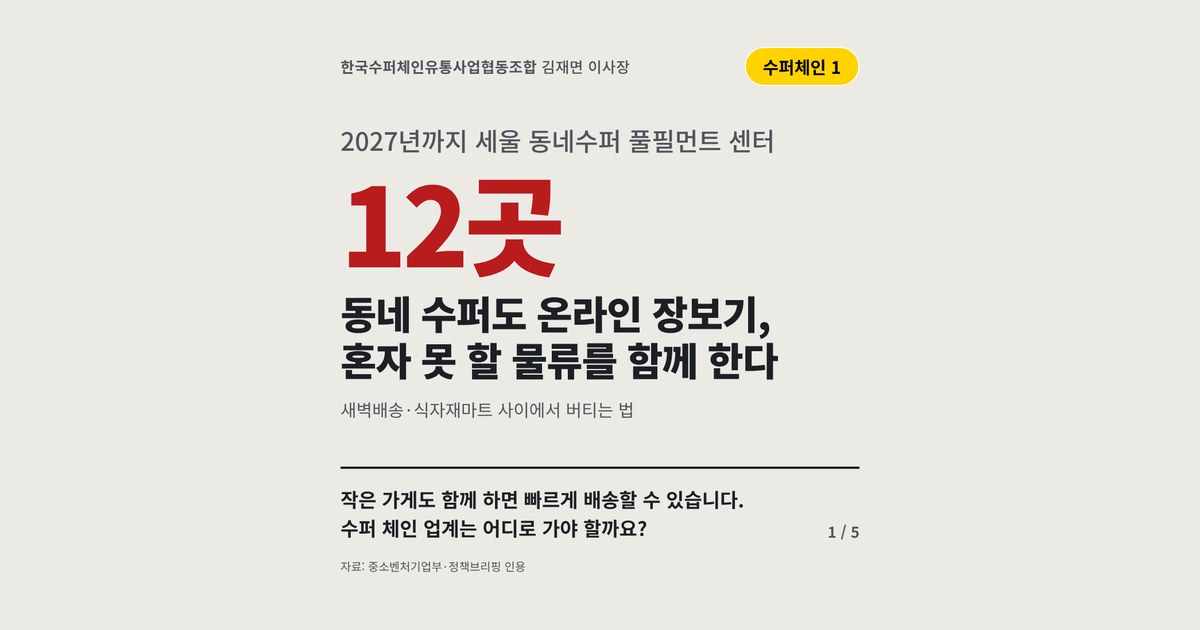 한국수퍼체인유통사업협동조합 김재면 이사장
수퍼체인 1
2027년까지 세울 동네수퍼 풀필먼트 센터
12곳
동네 수퍼도 온라인 장보기,
혼자 못 할 물류를 함께 한다
새벽배송·식자재마트 사이에서 버티는 법
작은 가게도 함께 하면 빠르게 배송할 수 있습니다.
수퍼 체인 업계는 어디로 가야 할까요?
1 / 5
자료: 중소벤처기업부·정책브리핑 인용